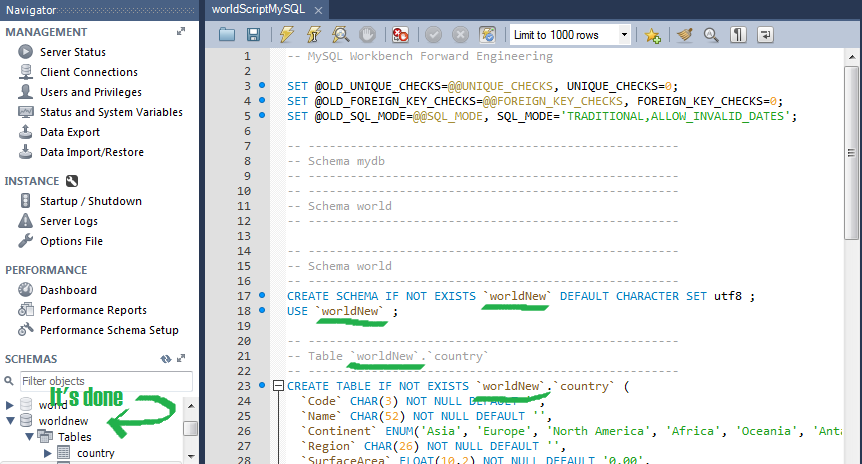 Navigator
MANAGEMENT
Server Status
Client Connections
Users and Privileges
Status and System Variables
Data Export
Data Import/Restore
INSTANCE
Startup / Shutdown
Server Logs
Options File
PERFORMANCE
Dashboard
Performance Reports
Performance Schema Setup
SCHEMAS
Filter objects
It's done
world
worldnew
Tables
country
worldScriptMySQL
Limit to 1000 rows
1 -- MySQL Workbench Forward Engineering
2
3 SET @OLD_UNIQUE_CHECKS=@@UNIQUE_CHECKS, UNIQUE_CHECKS=0;
4 SET @OLD_FOREIGN_KEY_CHECKS=@@FOREIGN_KEY_CHECKS, FOREIGN_KEY_CHECKS=0;
5 SET @OLD_SQL_MODE=@@SQL_MODE, SQL_MODE='TRADITIONAL,ALLOW_INVALID_DATES';
6
7 -- -----------------------------------------------------
8 -- Schema mydb
9 -- -----------------------------------------------------
10 -- -----------------------------------------------------
11 -- Schema world
12 -- -----------------------------------------------------
13
14 -- -----------------------------------------------------
15 -- Schema world
16 -- -----------------------------------------------------
17 CREATE SCHEMA IF NOT EXISTS `worldNew` DEFAULT CHARACTER SET utf8 ;
18 USE `worldNew` ;
19
20 -- -----------------------------------------------------
21 -- Table `worldNew`.`country`
22 -- -----------------------------------------------------
23 CREATE TABLE IF NOT EXISTS `worldNew`.`country` (
24 `Code` CHAR(3) NOT NULL DEFAULT '',
25 `Name` CHAR(52) NOT NULL DEFAULT '',
26 `Continent` ENUM('Asia', 'Europe', 'North America', 'Africa', 'Oceania', 'Anta
27 `Region` CHAR(26) NOT NULL DEFAULT '',
28 `SurfaceArea` FLOAT(10,2) NOT NULL DEFAULT '0.00',